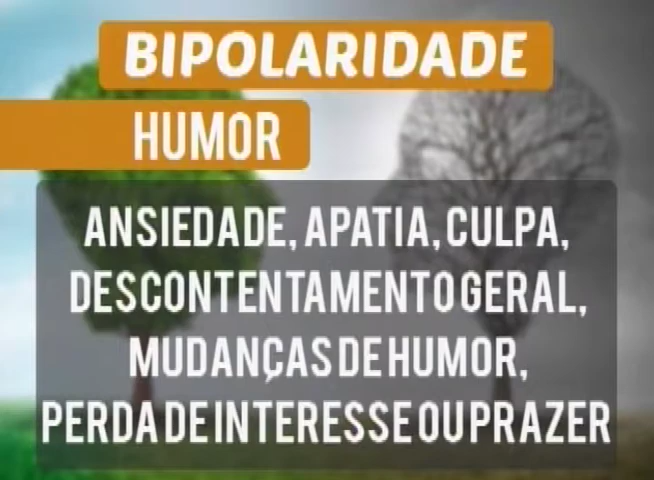 BIPOLARIDADE
HUMOR
ANSIEDADE, APATIA, CULPA,
DESCONTENTAMENTO GERAL,
MUDANÇAS DE HUMOR,
PERDA DE INTERESSE OU PRAZER